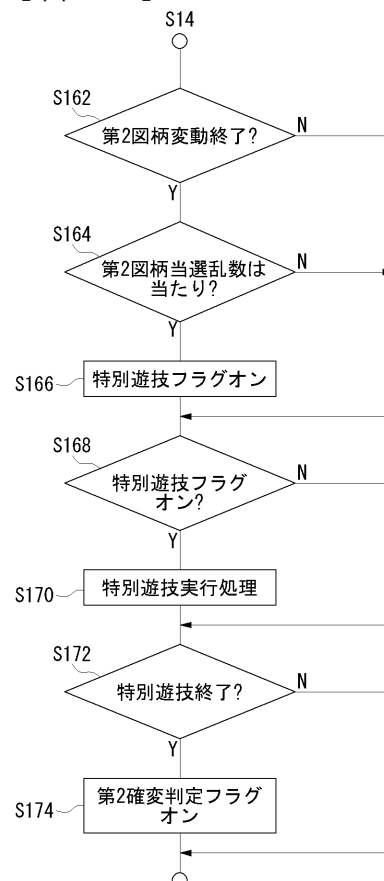 S14
S162
第2図柄変動終了?
N
Y
S164
第2図柄当選乱数は
当たり?
N
Y
S166
特別遊技フラグオン
S168
特別遊技フラグ
オン?
N
Y
S170
特別遊技実行処理
S172
特別遊技終了?
N
Y
S174
第2確変判定フラグ
オン